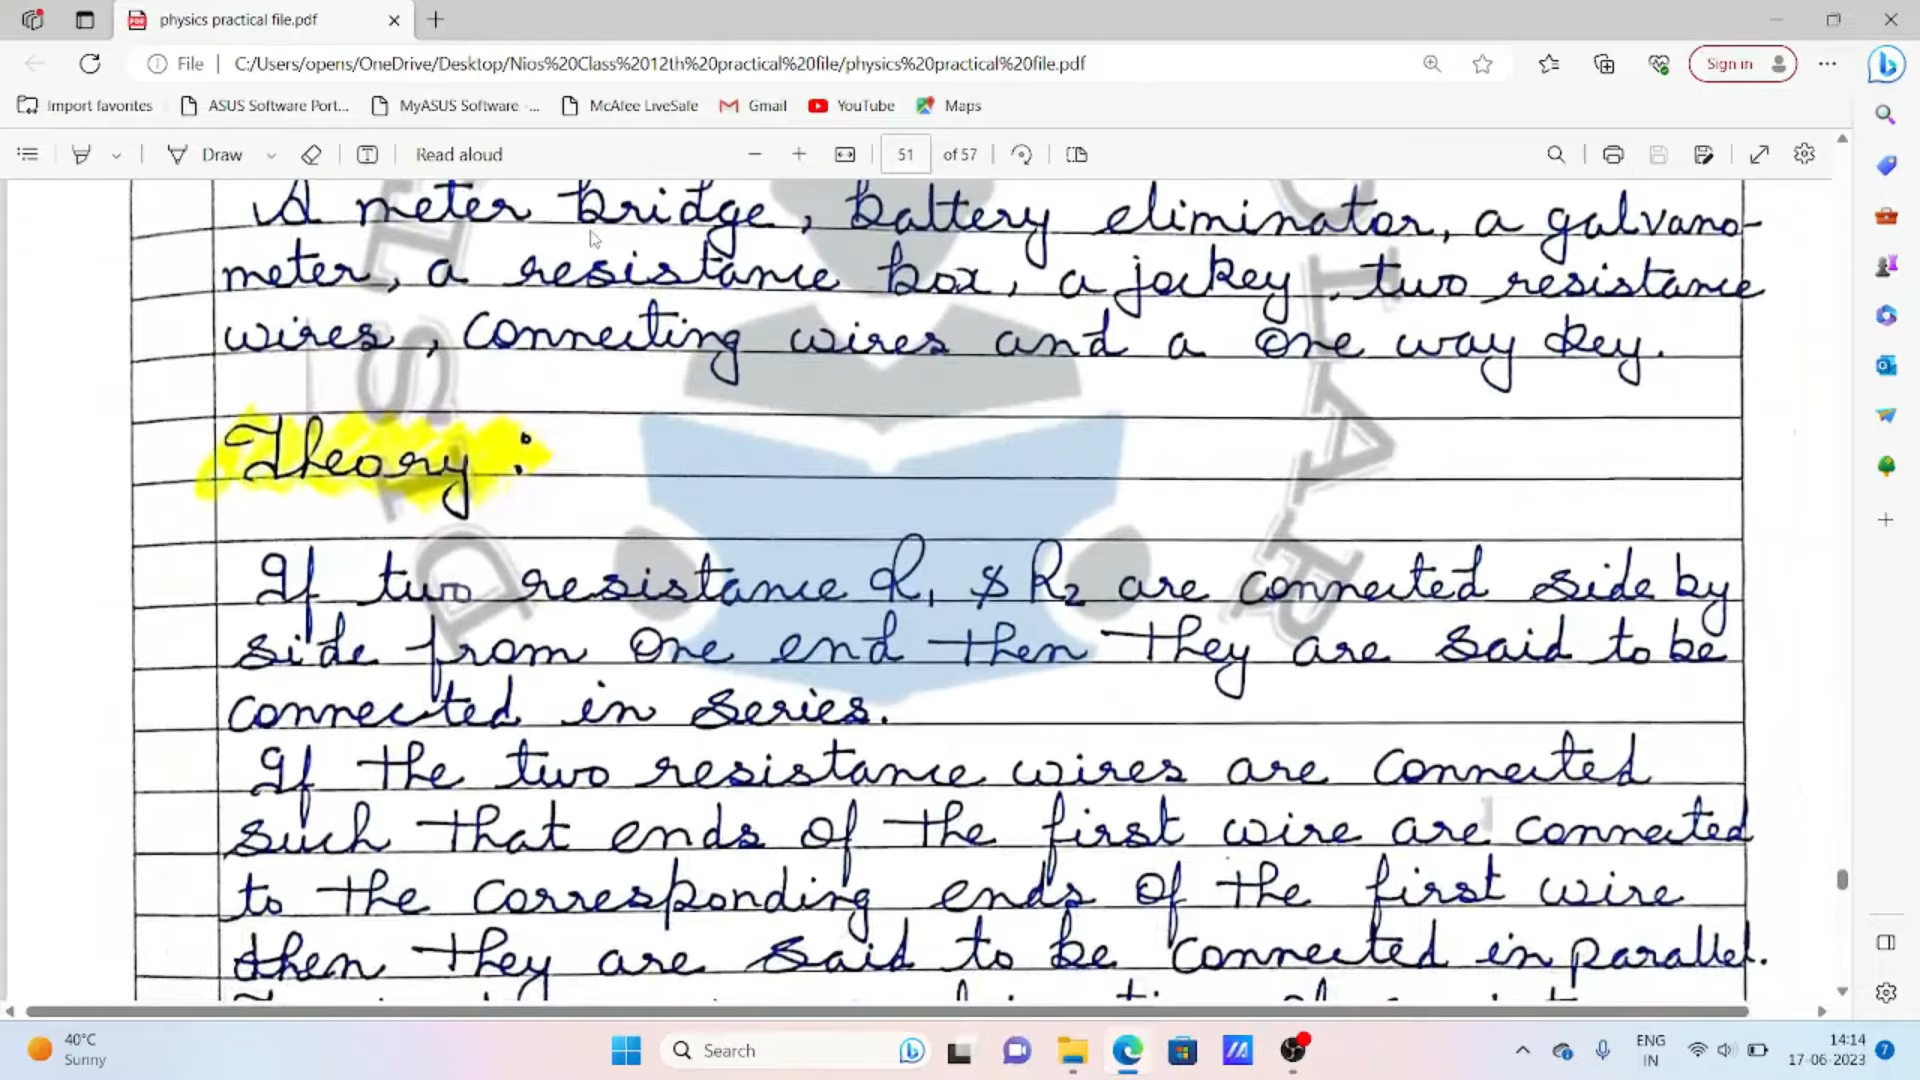 physics practical file.pdf
File
C:/Users/opens/OneDrive/Desktop/Nios%20Class%2012th%20practical%20file/physics%20practical%20file.pdf
Sign in
Import favorites
ASUS Software Port...
MyASUS Software -...
McAfee LiveSafe
Gmail
YouTube
Maps
Draw
Read aloud
51 of 57
A meter bridge, battery eliminator, a galvano-
meter, a resistance box, a jockey, two resistance
wires, connecting wires and a one way key.
Theory :
If two resistance R1 & R2 are connected side by
side from one end then they are said to be
connected in series.
If the two resistance wires are connected
such that ends of the first wire are connected
to the corresponding ends of the first wire
then they are said to be connected in parallel.
40°C
Sunny
Search
ENG
IN
14:14
17-06-2023
7